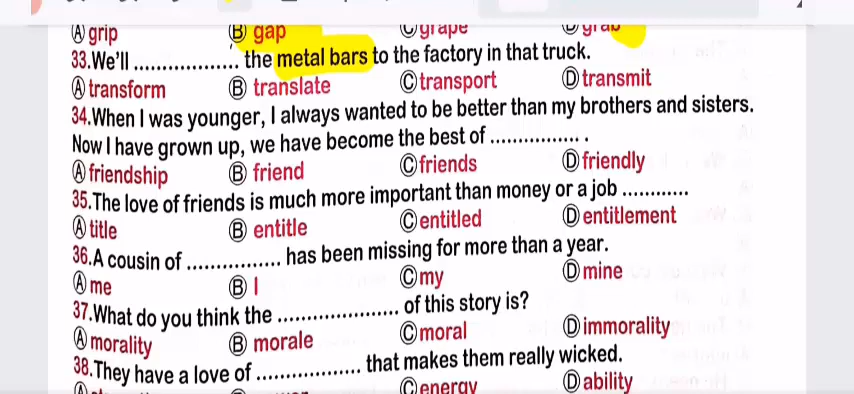 Ⓐ grip Ⓑ gap Ⓒ grape Ⓓ grab
33.We'll .................. the metal bars to the factory in that truck.
Ⓐ transform Ⓑ translate Ⓒ transport Ⓓ transmit
34.When I was younger, I always wanted to be better than my brothers and sisters.
Now I have grown up, we have become the best of ................ .
Ⓐ friendship Ⓑ friend Ⓒ friends Ⓓ friendly
35.The love of friends is much more important than money or a job ............
Ⓐ title Ⓑ entitle Ⓒ entitled Ⓓ entitlement
36.A cousin of ................ has been missing for more than a year.
Ⓐ me Ⓑ I Ⓒ my Ⓓ mine
37.What do you think the ..................... of this story is?
Ⓐ morality Ⓑ morale Ⓒ moral Ⓓ immorality
38.They have a love of .................. that makes them really wicked.
Ⓒ energy Ⓓ ability